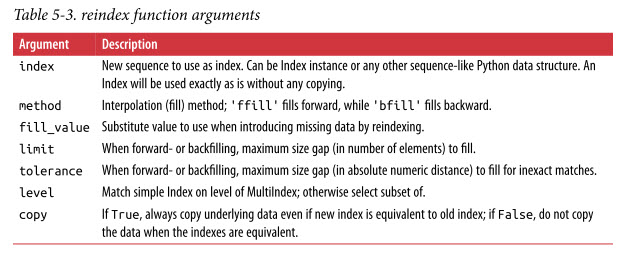 Table 5-3. reindex function arguments
Argument Description
index New sequence to use as index. Can be Index instance or any other sequence-like Python data structure. An
Index will be used exactly as is without any copying.
method Interpolation (fill) method; 'ffill' fills forward, while 'bfill' fills backward.
fill_value Substitute value to use when introducing missing data by reindexing.
limit When forward- or backfilling, maximum size gap (in number of elements) to fill.
tolerance When forward- or backfilling, maximum size gap (in absolute numeric distance) to fill for inexact matches.
level Match simple Index on level of MultiIndex; otherwise select subset of.
copy If True, always copy underlying data even if new index is equivalent to old index; if False, do not copy
the data when the indexes are equivalent.